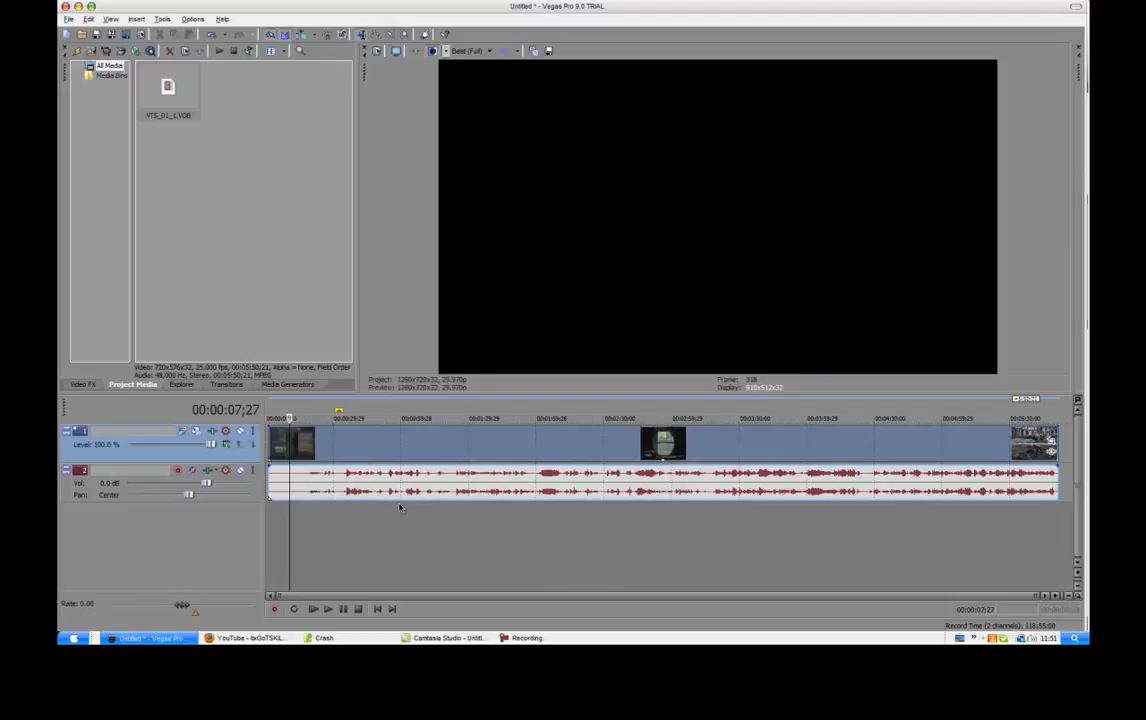 Untitled * - Vegas Pro 9.0 TRIAL
File Edit View Insert Tools Options Help
Best (Full)
All Media
Media Bins
VTS_01_1.VOB
Video: 720x576x32, 25.000 fps, 00:05:50;21, Alpha = None, Field Order
Audio: 48,000 Hz, Stereo, 00:05:50;21, MPEG
Video FX Project Media Explorer Transitions Media Generators
Project: 1280x720x32, 29.970p
Preview: 1280x720x32, 29.970p
Frame: 318
Display: 910x512x32
00:00:07;27
00:00:29;29 00:00:59;28 00:01:29;29 00:01:59;28 00:02:30;00 00:02:59;29 00:03:30;00 00:03:59;29 00:04:30;00 00:04:59;29 00:05:30:00
1
Level: 100.0 %
2
Vol: 0.0 dB
Pan: Center
Rate: 0.00
00:00:07;27
Record Time (2 channels): 118:55:00
Untitled * - Vegas Pro...
YouTube - 6xGoTSKiL...
Crash
Camtasia Studio - Untitl...
Recording...
11:51